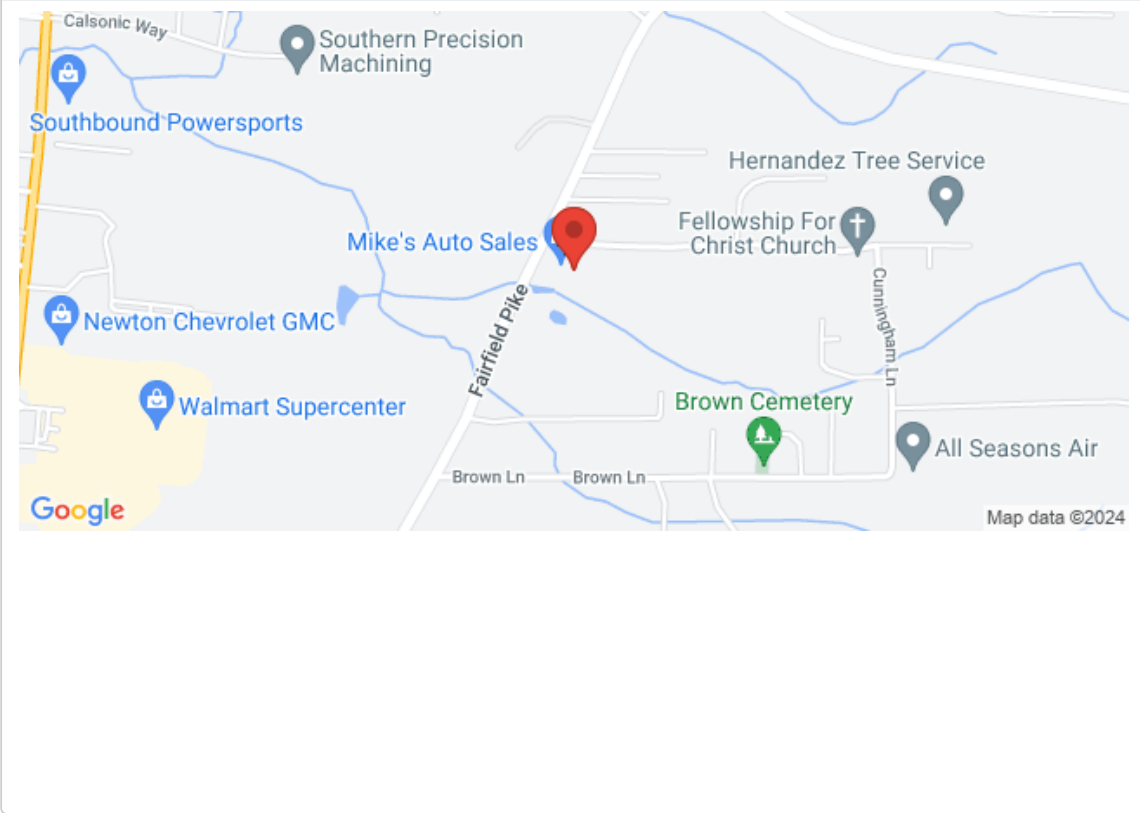 Calsonic Way
Southern Precision
Machining
Southbound Powersports
Hernandez Tree Service
Fellowship For
Christ Church
Mike's Auto Sales
Cunningham Ln
Fairfield Pike
Newton Chevrolet GMC
Walmart Supercenter
Brown Cemetery
All Seasons Air
Brown Ln
Brown Ln
Google
Map data ©2024